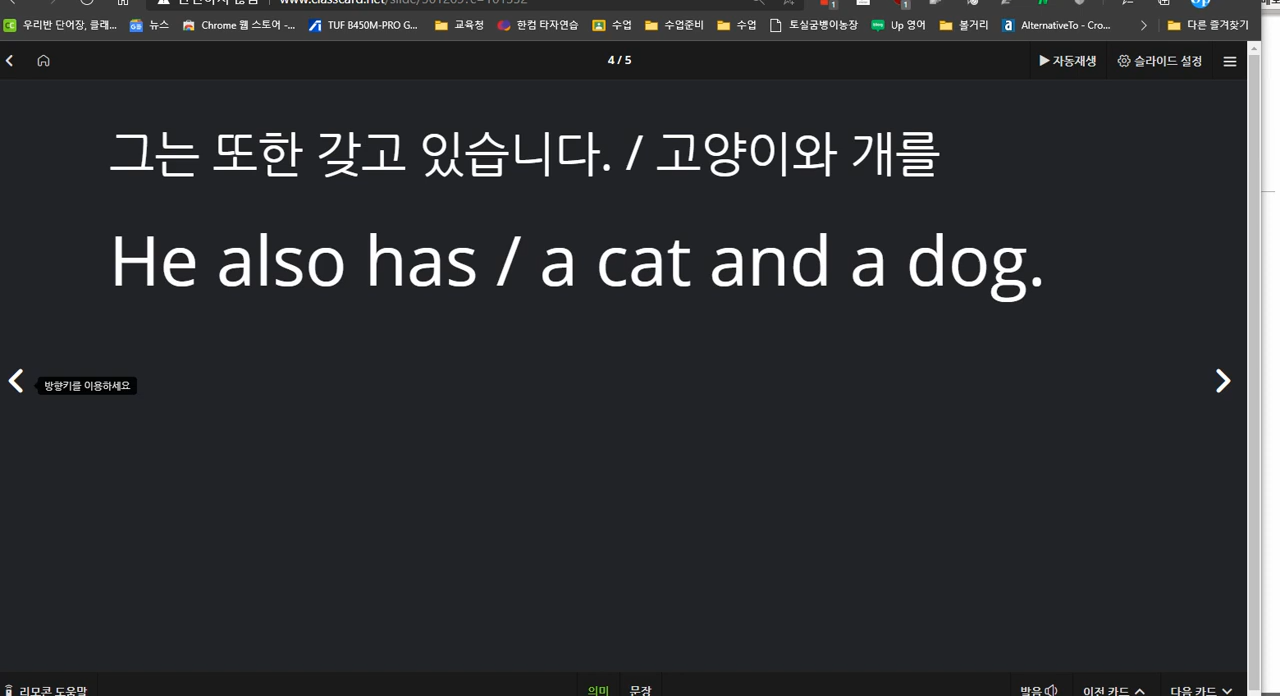 www.classcard.net/slide/
우리반 단어장, 클래... 뉴스 Chrome 웹 스토어 -... TUF B450M-PRO G... 교육청 한컴 타자연습 수업 수업준비 수업 토실굼벵이농장 Up 영어 볼거리 AlternativeTo - Cro... 다른 즐겨찾기
4 / 5
자동재생 슬라이드 설정
그는 또한 갖고 있습니다. / 고양이와 개를
He also has / a cat and a dog.
방향키를 이용하세요
리모콘 도움말 의미 문장 발음 이전 카드 다음 카드